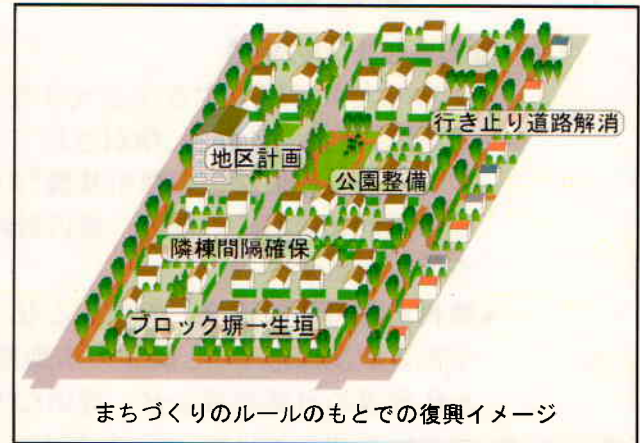 行き止り道路解消
地区計画
公園整備
隣棟間隔確保
ブロック塀→生垣
まちづくりのルールのもとでの復興イメージ